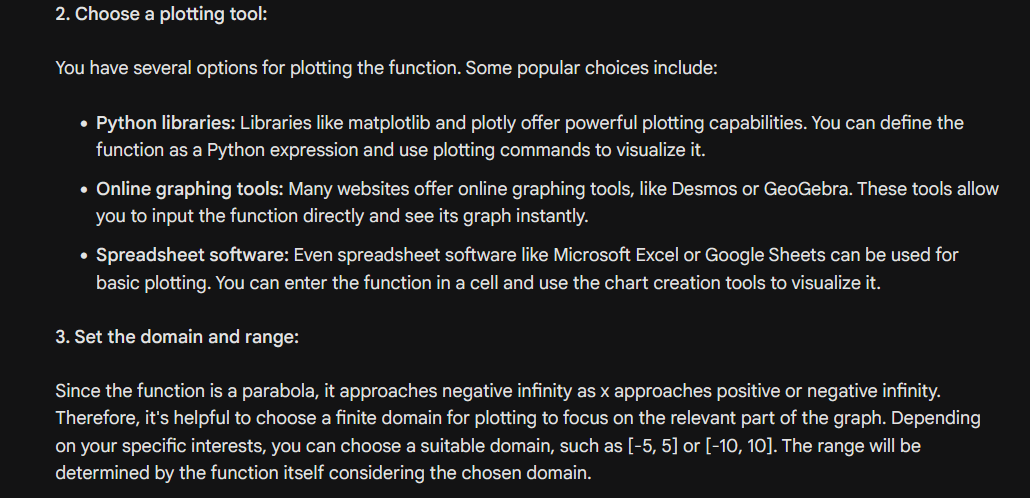 2. Choose a plotting tool:
You have several options for plotting the function. Some popular choices include:
• Python libraries: Libraries like matplotlib and plotly offer powerful plotting capabilities. You can define the
function as a Python expression and use plotting commands to visualize it.
• Online graphing tools: Many websites offer online graphing tools, like Desmos or GeoGebra. These tools allow
you to input the function directly and see its graph instantly.
• Spreadsheet software: Even spreadsheet software like Microsoft Excel or Google Sheets can be used for
basic plotting. You can enter the function in a cell and use the chart creation tools to visualize it.
3. Set the domain and range:
Since the function is a parabola, it approaches negative infinity as x approaches positive or negative infinity.
Therefore, it's helpful to choose a finite domain for plotting to focus on the relevant part of the graph. Depending
on your specific interests, you can choose a suitable domain, such as [-5, 5] or [-10, 10]. The range will be
determined by the function itself considering the chosen domain.